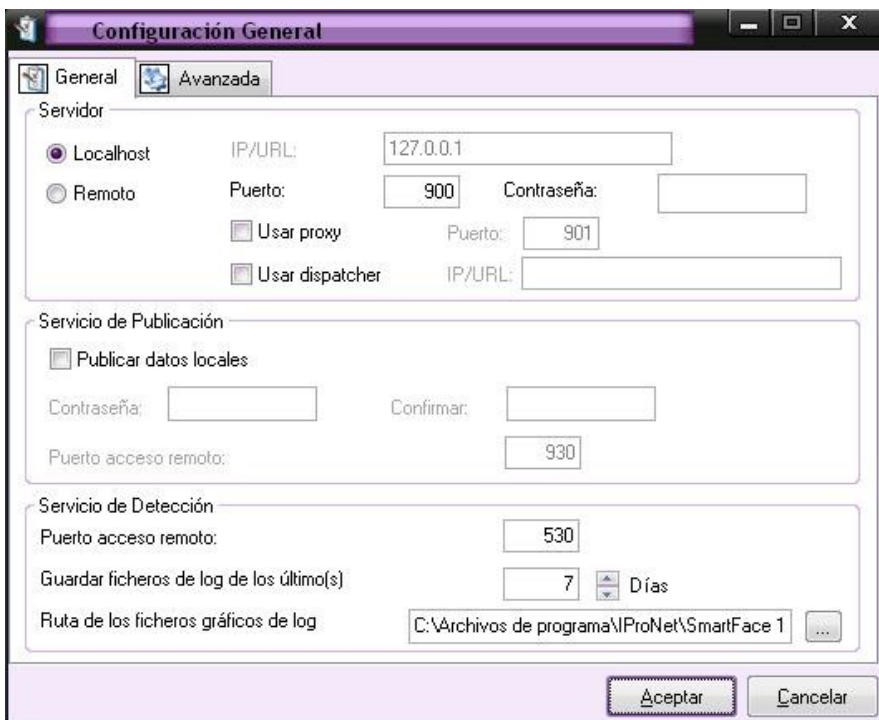 Configuración General
General Avanzada
Servidor
Localhost IP/URL: 127.0.0.1
Remoto Puerto: 900 Contraseña:
Usar proxy Puerto: 901
Usar dispatcher IP/URL:
Servicio de Publicación
Publicar datos locales
Contraseña: Confirmar:
Puerto acceso remoto: 930
Servicio de Detección
Puerto acceso remoto: 530
Guardar ficheros de log de los último(s) 7 Días
Ruta de los ficheros gráficos de log C:\Archivos de programa\IProNet\SmartFace 1 ...
Aceptar Cancelar